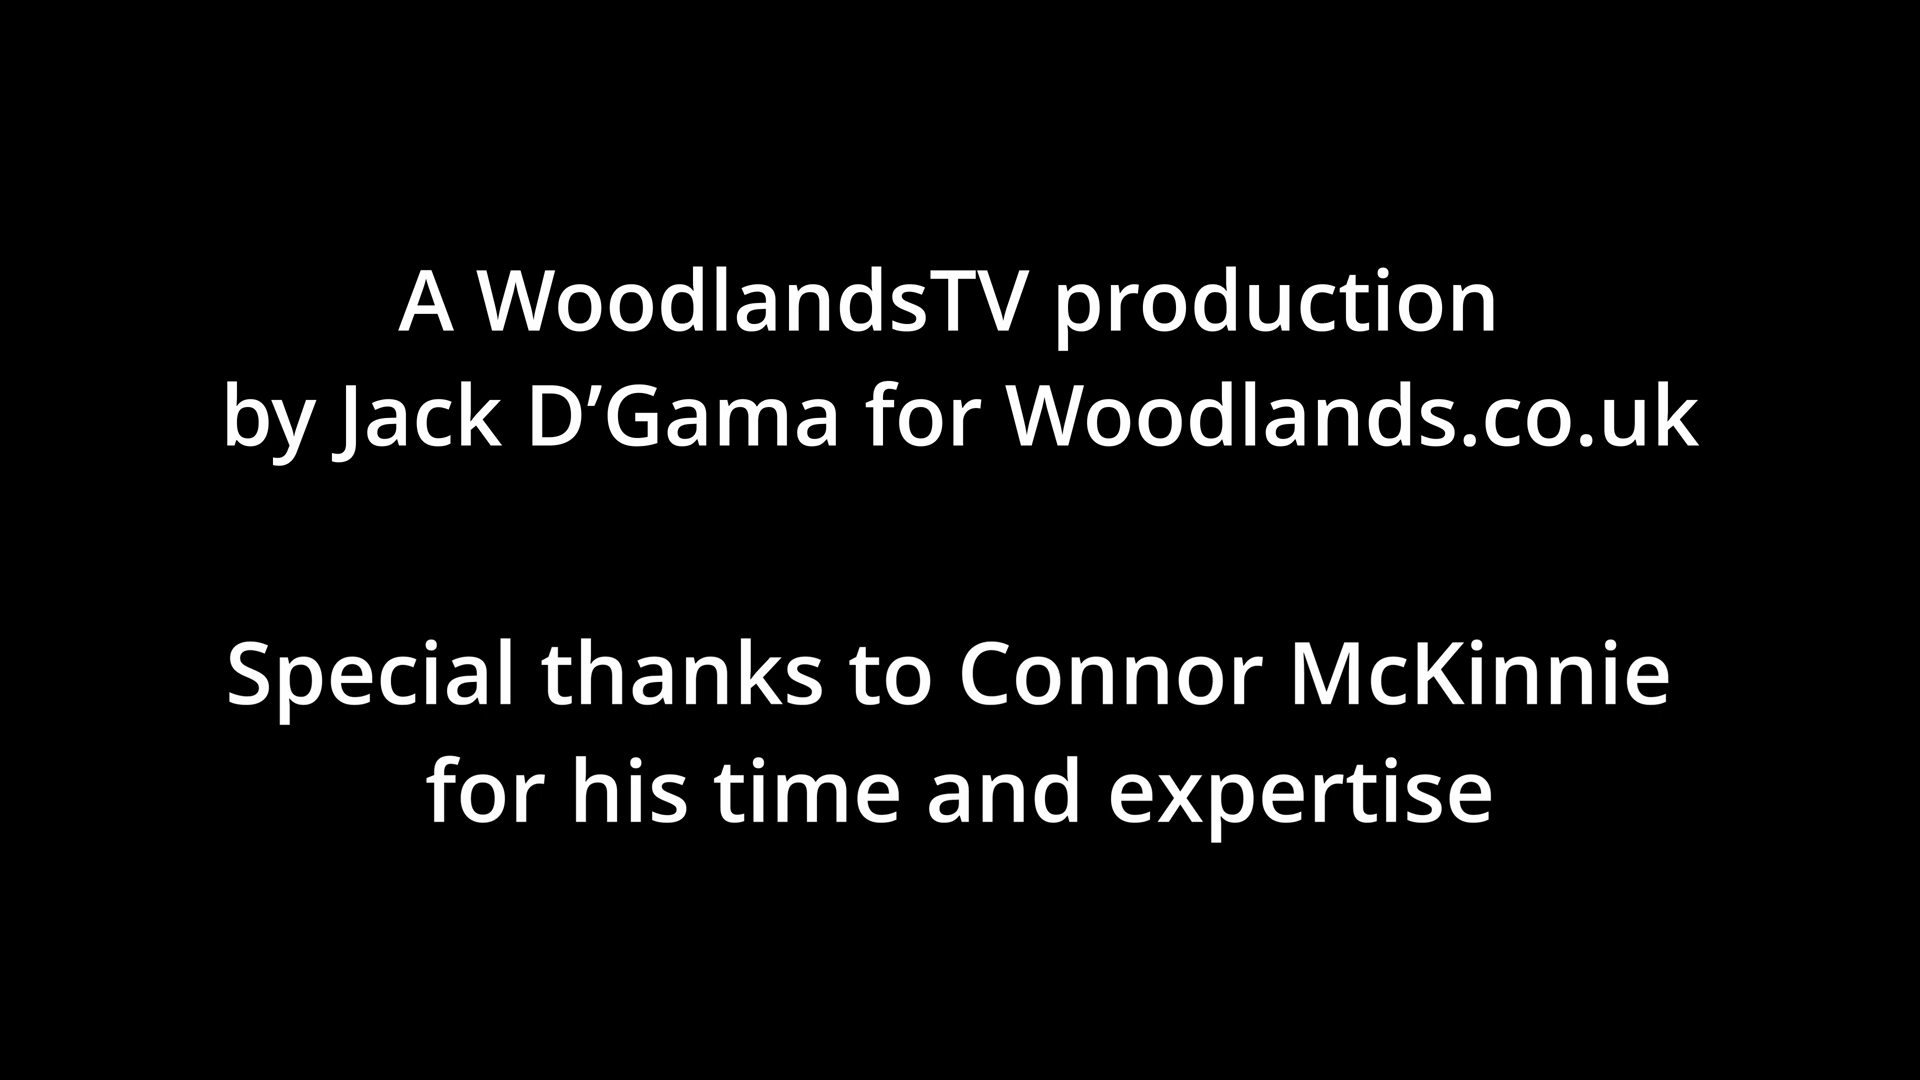 A WoodlandsTV production
by Jack D’Gama for Woodlands.co.uk
Special thanks to Connor McKinnie
for his time and expertise